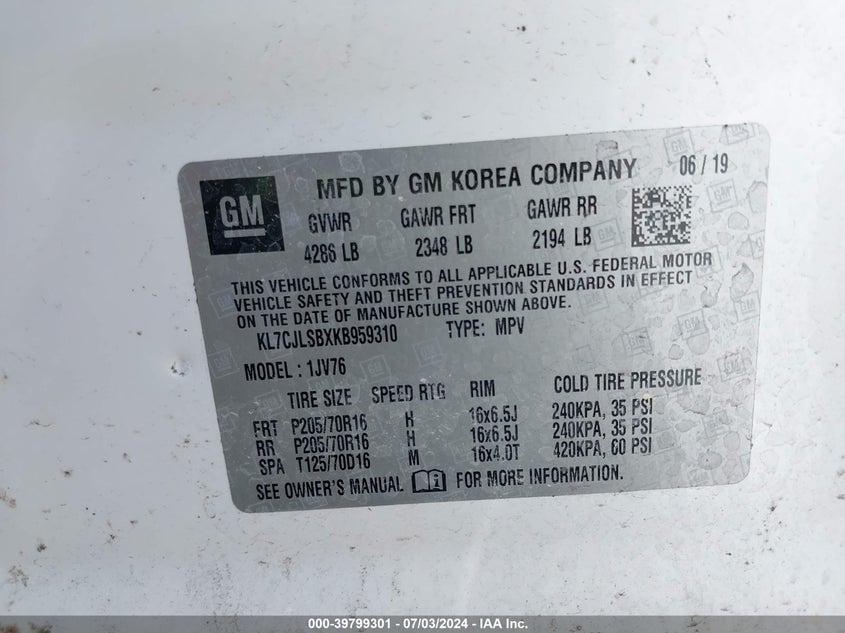 GM
MFD BY GM KOREA COMPANY 06 / 19
GVWR GAWR FRT GAWR RR
4286 LB 2348 LB 2194 LB
THIS VEHICLE CONFORMS TO ALL APPLICABLE U.S. FEDERAL MOTOR
VEHICLE SAFETY AND THEFT PREVENTION STANDARDS IN EFFECT
ON THE DATE OF MANUFACTURE SHOWN ABOVE.
KL7CJLSBXKB959310 TYPE: MPV
MODEL : 1JV76
TIRE SIZE SPEED RTG RIM COLD TIRE PRESSURE
FRT P205/70R16 H 16x6.5J 240KPA, 35 PSI
RR P205/70R16 H 16x6.5J 240KPA, 35 PSI
SPA T125/70D16 M 16x4.0T 420KPA, 60 PSI
SEE OWNER'S MANUAL FOR MORE INFORMATION.
000-39799301 - 07/03/2024 - IAA Inc.